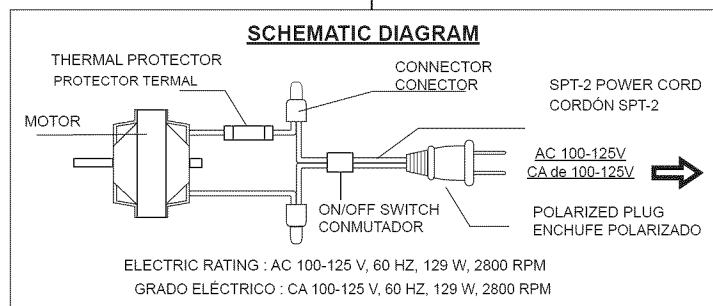 SCHEMATIC DIAGRAM
THERMAL PROTECTOR
PROTECTOR TERMAL
CONNECTOR
CONECTOR
SPT-2 POWER CORD
CORDÓN SPT-2
MOTOR
AC 100-125V
CA de 100-125V
ON/OFF SWITCH
CONMUTADOR
POLARIZED PLUG
ENCHUFE POLARIZADO
ELECTRIC RATING : AC 100-125 V, 60 HZ, 129 W, 2800 RPM
GRADO ELÉCTRICO : CA 100-125 V, 60 HZ, 129 W, 2800 RPM